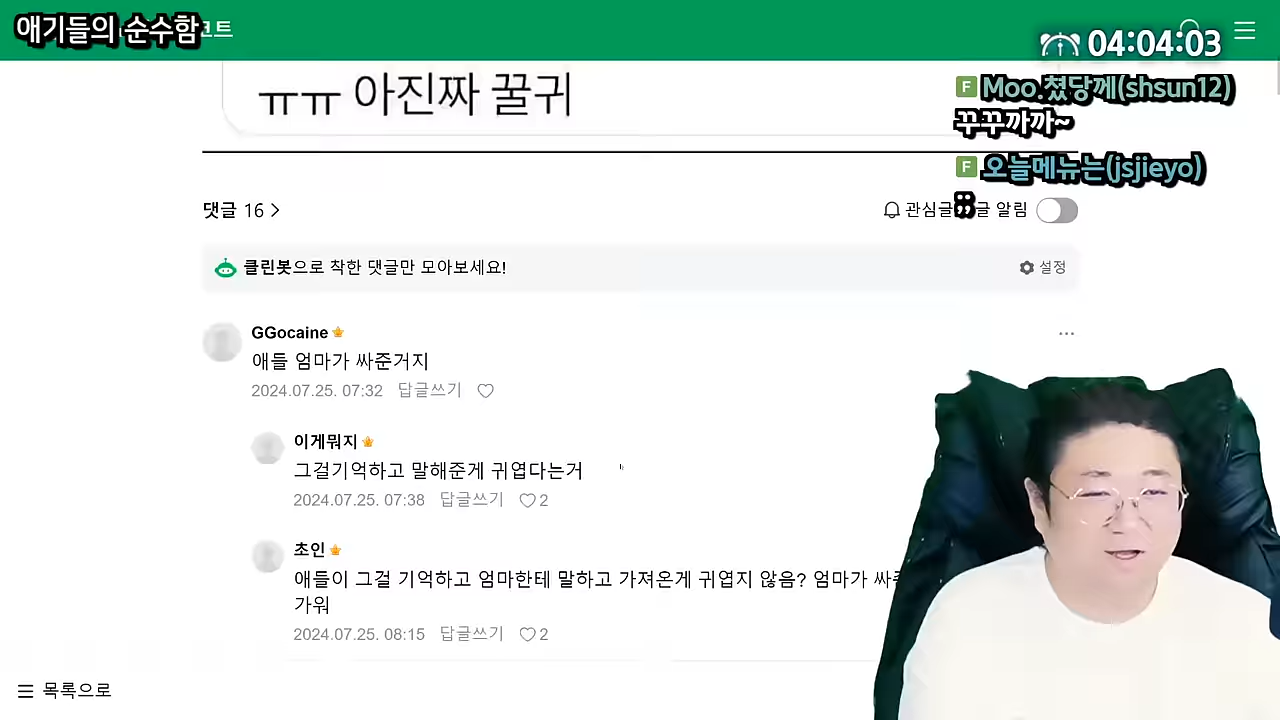 애기들의 순수함
코트
04:04:03
ㅠㅠ 아진짜 꿀귀
F Moo.쳤당께(shsun12)
꾸꾸까까~
F 오늘메뉴는(jsjieyo)
;;
댓글 16
관심글 글 알림
클린봇으로 착한 댓글만 모아보세요!
설정
GGocaine
애들 엄마가 싸준거지
2024.07.25. 07:32 답글쓰기
이게뭐지
그걸기억하고 말해준게 귀엽다는거
2024.07.25. 07:38 답글쓰기 2
초인
애들이 그걸 기억하고 엄마한테 말하고 가져온게 귀엽지 않음? 엄마가 싸
가워
2024.07.25. 08:15 답글쓰기 2
목록으로